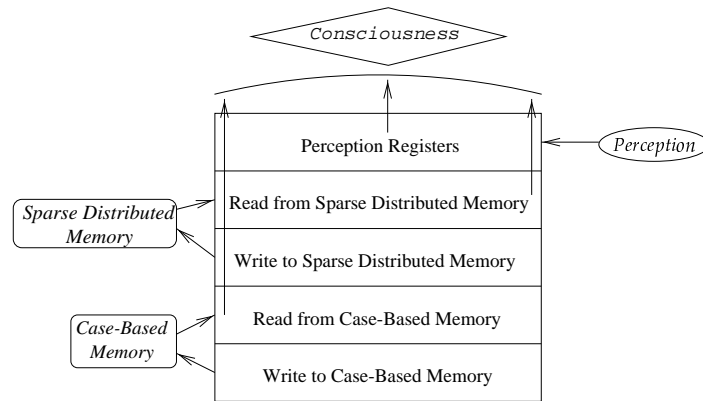 Consciousness
Perception Registers
Perception
Read from Sparse Distributed Memory
Sparse Distributed
Memory
Write to Sparse Distributed Memory
Read from Case-Based Memory
Case-Based
Memory
Write to Case-Based Memory